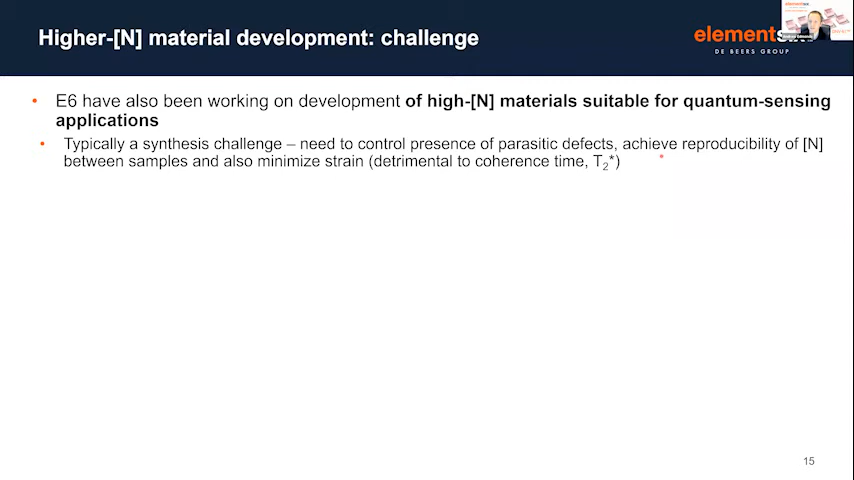 Higher-[N] material development: challenge
elementsix
DE BEERS GROUP
• E6 have also been working on development of high-[N] materials suitable for quantum-sensing
applications
• Typically a synthesis challenge – need to control presence of parasitic defects, achieve reproducibility of [N]
between samples and also minimize strain (detrimental to coherence time, T₂*)
15